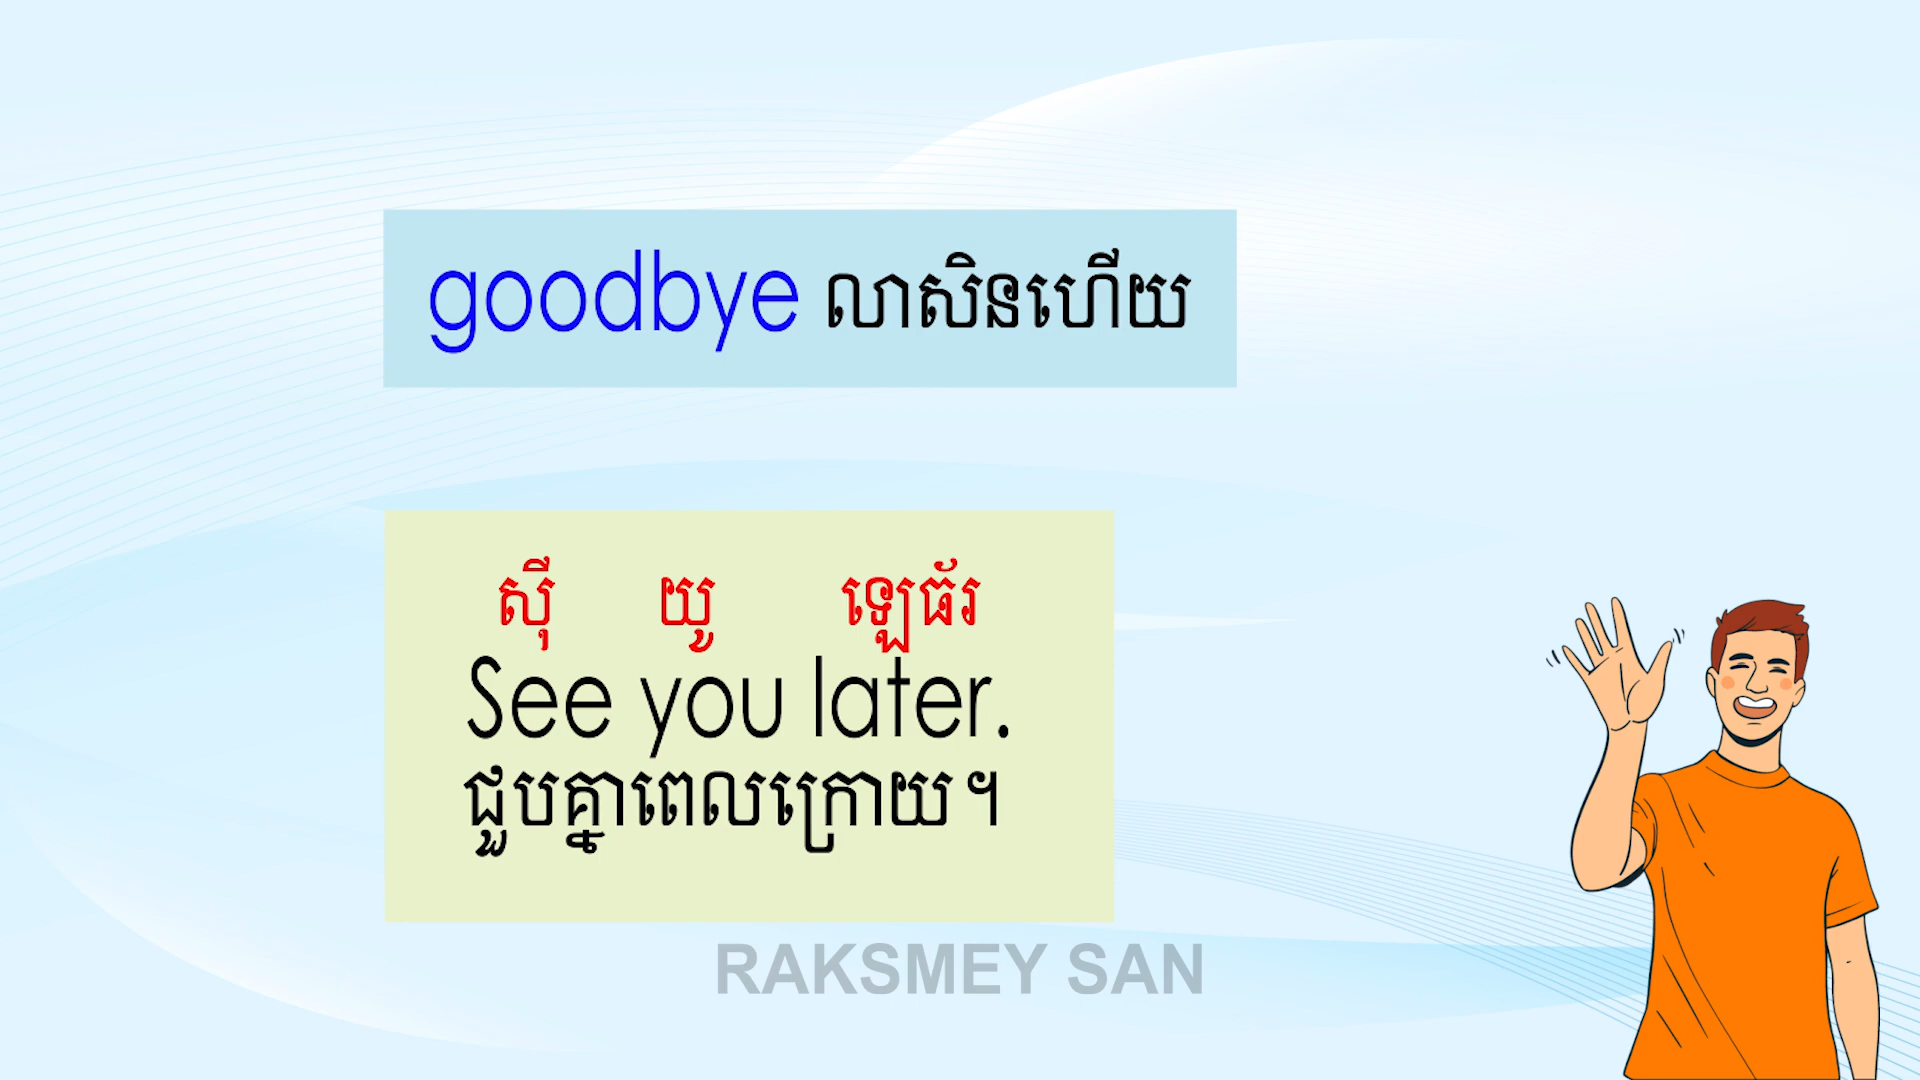 goodbye លាសិនហើយ
ស៊ី យូ ឡេធ័រ
See you later.
ជួបគ្នាពេលក្រោយ។
RAKSMEY SAN